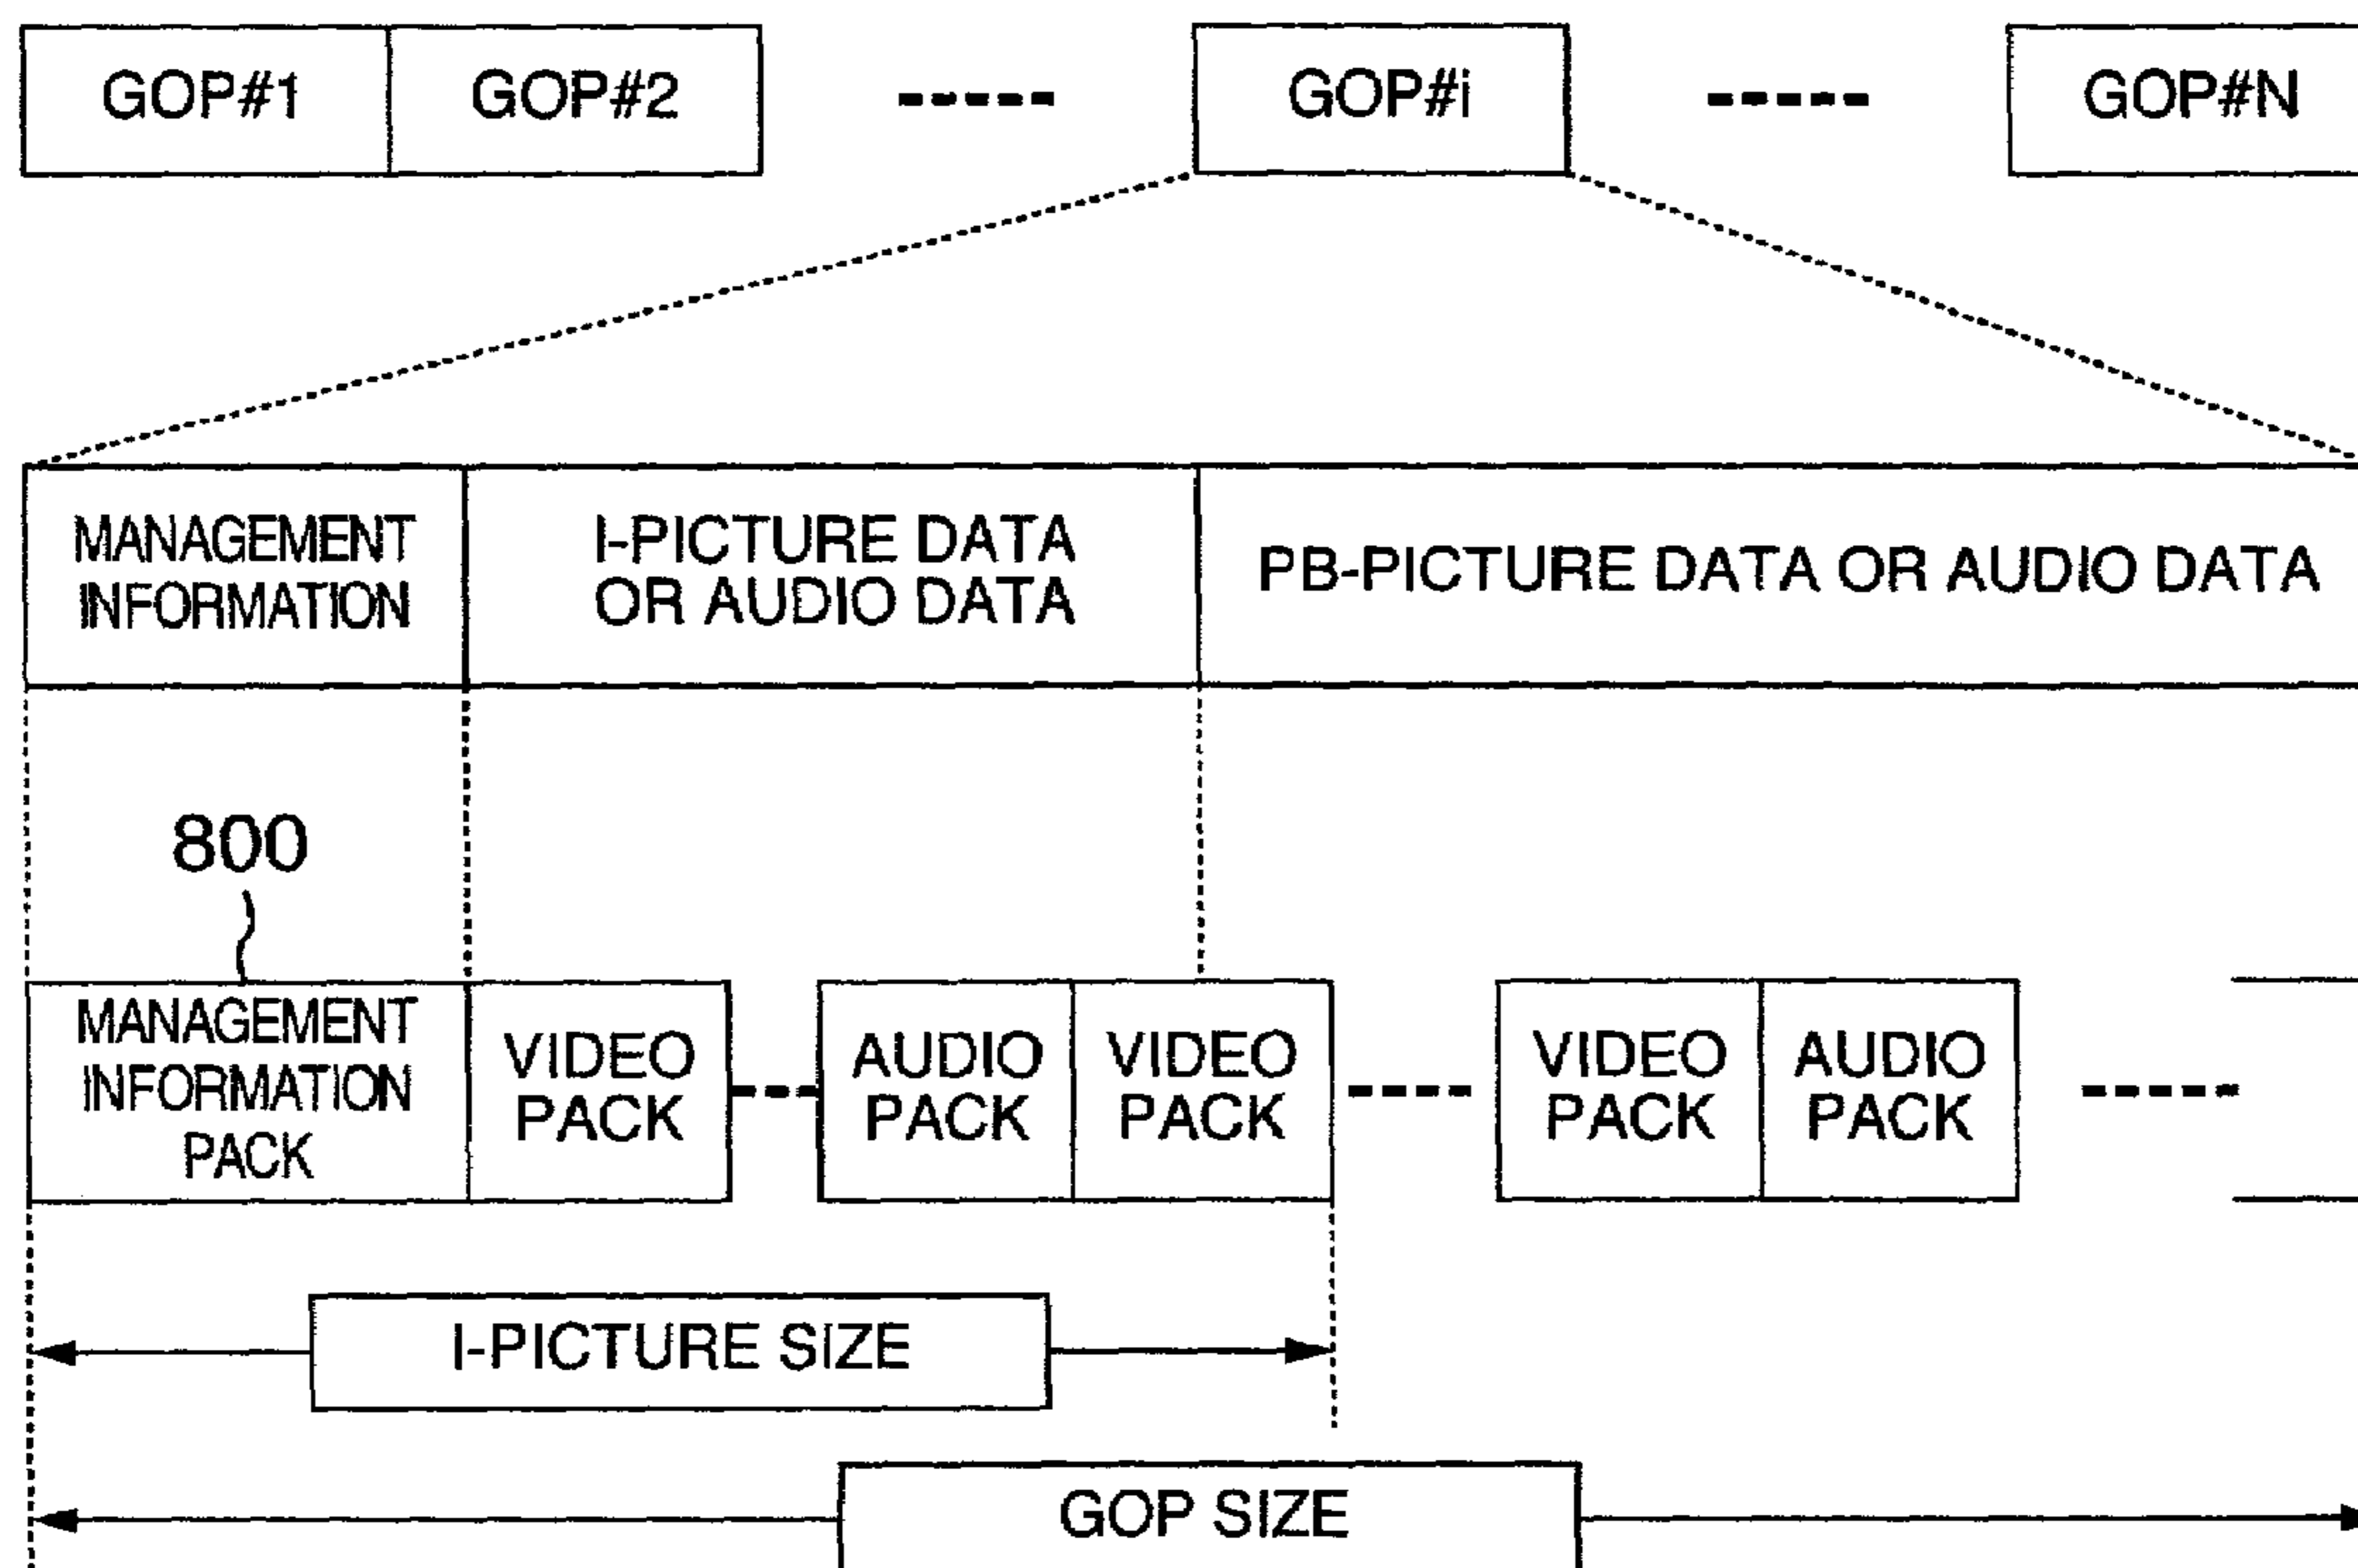 GOP#1 GOP#2 ----- GOP#i ----- GOP#N
MANAGEMENT
INFORMATION
I-PICTURE DATA
OR AUDIO DATA
PB-PICTURE DATA OR AUDIO DATA
800
MANAGEMENT
INFORMATION
PACK
VIDEO
PACK
AUDIO
PACK
VIDEO
PACK
VIDEO
PACK
AUDIO
PACK
I-PICTURE SIZE
GOP SIZE